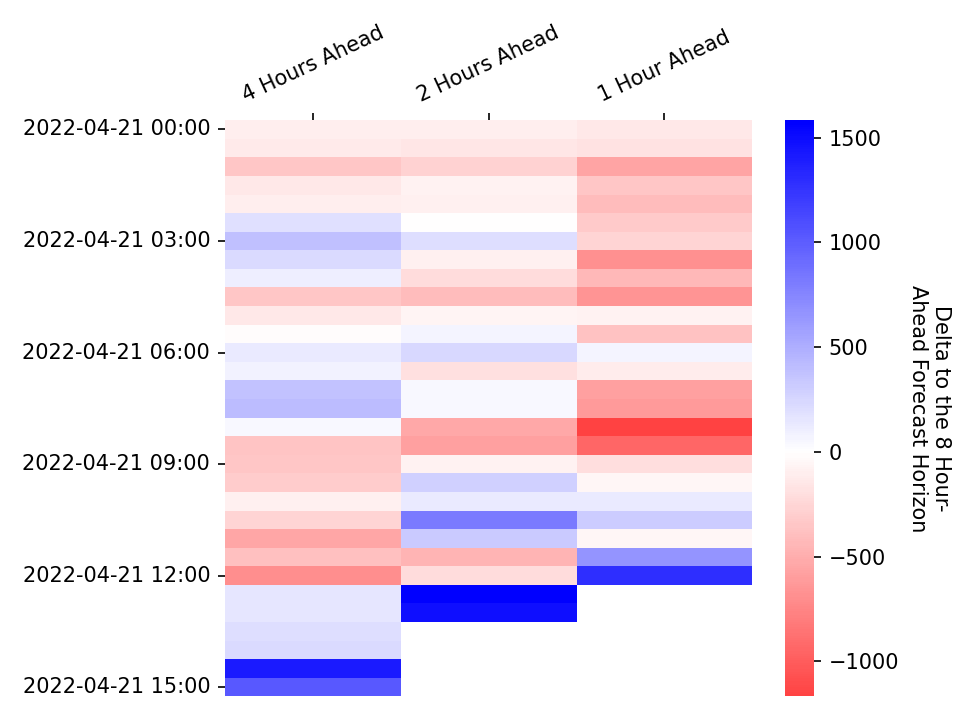 4 Hours Ahead
2 Hours Ahead
1 Hour Ahead
2022-04-21 00:00
2022-04-21 03:00
2022-04-21 06:00
2022-04-21 09:00
2022-04-21 12:00
2022-04-21 15:00
1500
1000
500
0
−500
−1000
Delta to the 8 Hour-
Ahead Forecast Horizon